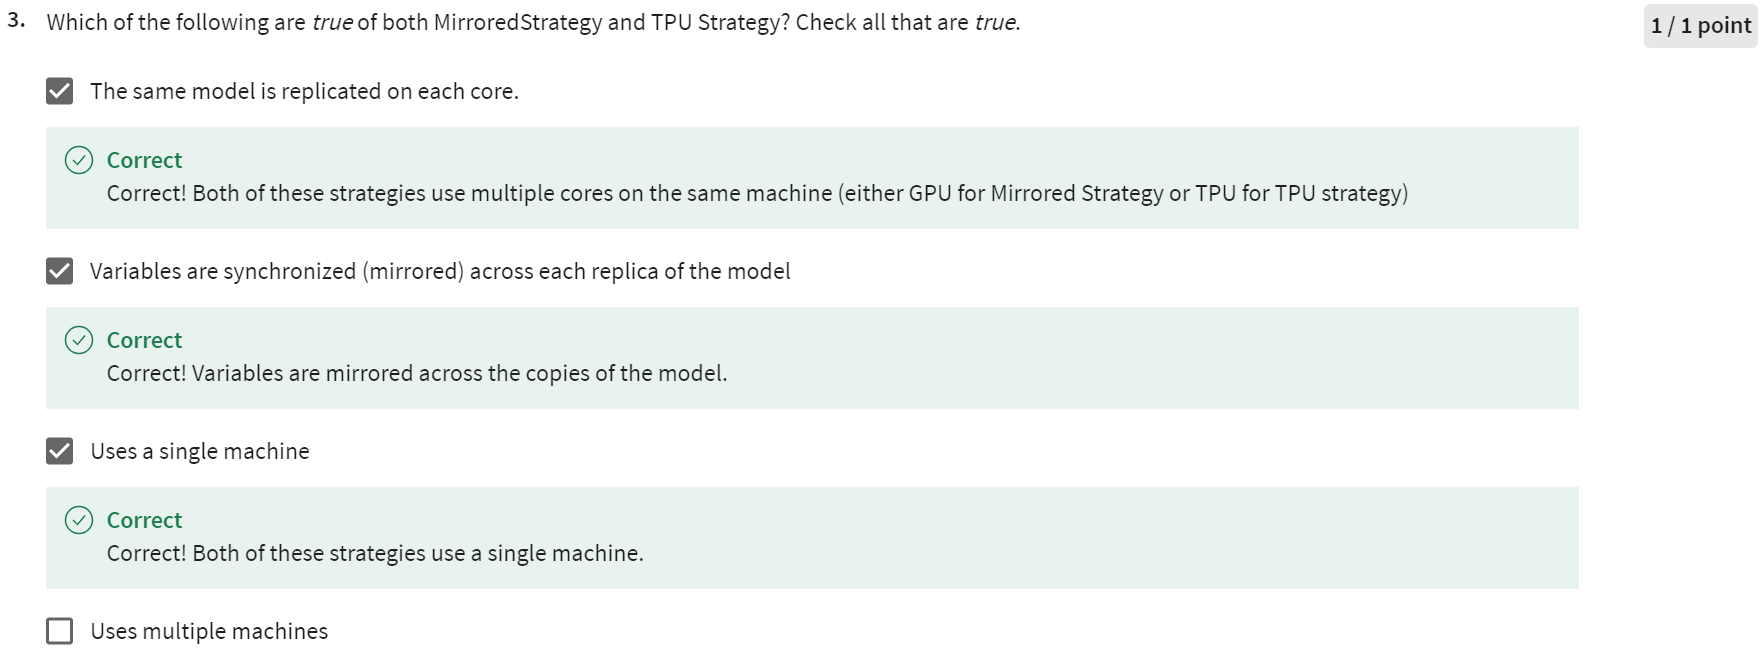 3. Which of the following are true of both MirroredStrategy and TPU Strategy? Check all that are true.
1 / 1 point
The same model is replicated on each core.
Correct
Correct! Both of these strategies use multiple cores on the same machine (either GPU for Mirrored Strategy or TPU for TPU strategy)
Variables are synchronized (mirrored) across each replica of the model
Correct
Correct! Variables are mirrored across the copies of the model.
Uses a single machine
Correct
Correct! Both of these strategies use a single machine.
Uses multiple machines